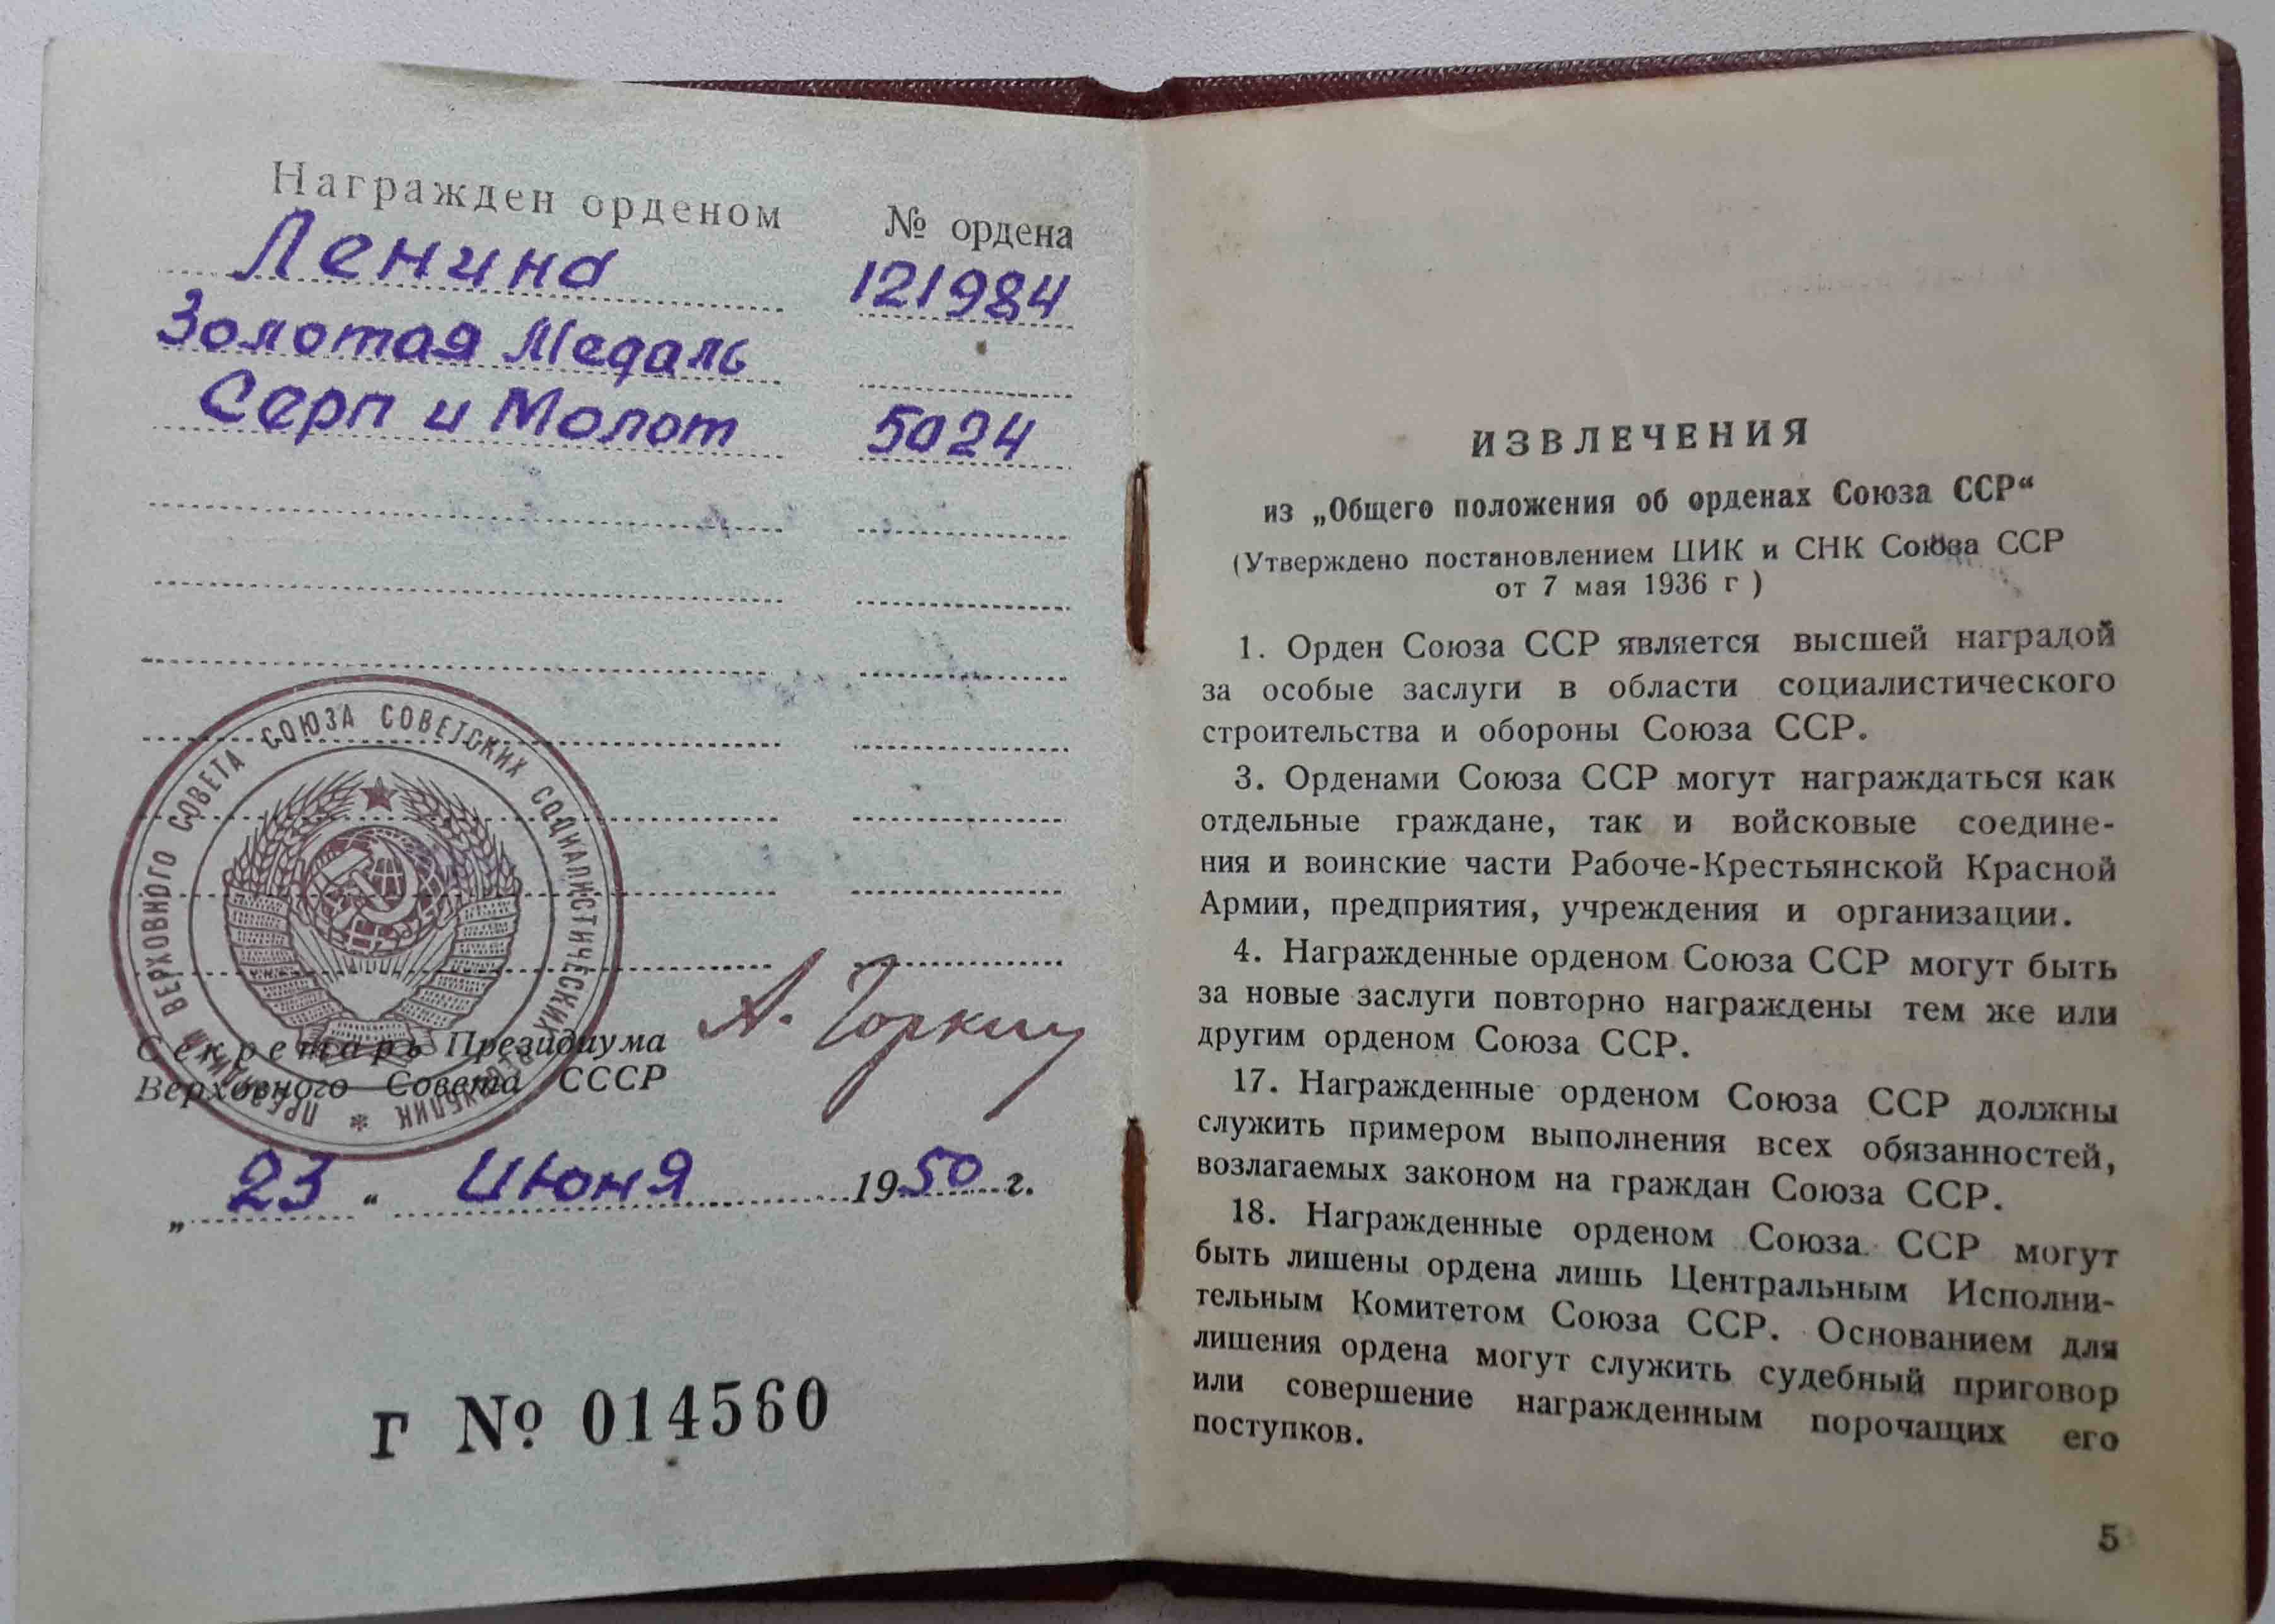 Награжден орденом № ордена
Ленина 121984
Золотая Медаль
Серп и Молот 5024
ПРЕЗИДИУМ ВЕРХОВНОГО СОВЕТА СОЮЗА СОВЕТСКИХ СОЦИАЛИСТИЧЕСКИХ РЕСПУБЛИК *
Секретарь Президиума
Верховного Совета СССР
А. Горкин
„23“ Июня 1950 г.
Г № 014560
ИЗВЛЕЧЕНИЯ
из „Общего положения об орденах Союза ССР“
(Утверждено постановлением ЦИК и СНК Союза ССР
от 7 мая 1936 г )
1. Орден Союза ССР является высшей наградой
за особые заслуги в области социалистического
строительства и обороны Союза ССР.
3. Орденами Союза ССР могут награждаться как
отдельные граждане, так и войсковые соедине-
ния и воинские части Рабоче-Крестьянской Красной
Армии, предприятия, учреждения и организации.
4. Награжденные орденом Союза ССР могут быть
за новые заслуги повторно награждены тем же или
другим орденом Союза ССР.
17. Награжденные орденом Союза ССР должны
служить примером выполнения всех обязанностей,
возлагаемых законом на граждан Союза ССР.
18. Награжденные орденом Союза ССР могут
быть лишены ордена лишь Центральным Исполни-
тельным Комитетом Союза ССР. Основанием для
лишения ордена могут служить судебный приговор
или совершение награжденным порочащих его
поступков.
5